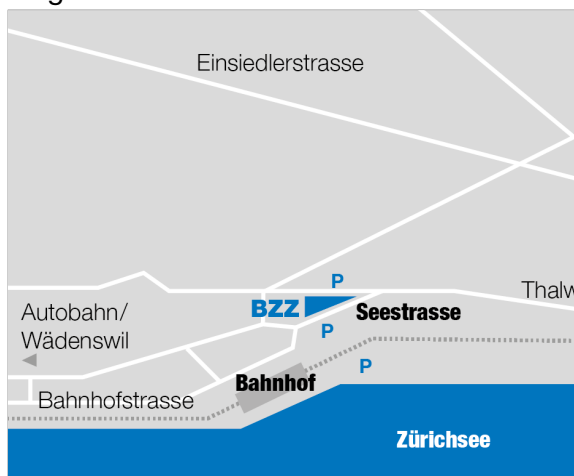 Einsiedlerstrasse
P
Thalw
BZZ
Seestrasse
Autobahn/
Wädenswil
P
P
Bahnhof
Bahnhofstrasse
Zürichsee